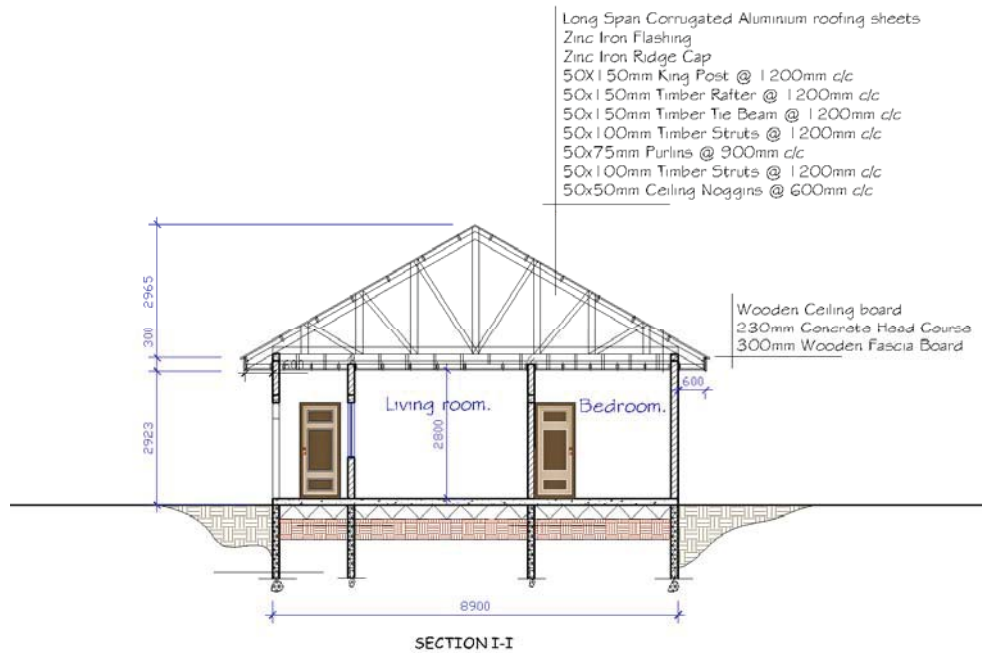 Long Span Corrugated Aluminium roofing sheets
Zinc Iron Flashing
Zinc Iron Ridge Cap
50X150mm King Post @ 1200mm c/c
50x150mm Timber Rafter @ 1200mm c/c
50x150mm Timber Tie Beam @ 1200mm c/c
50x100mm Timber Struts @ 1200mm c/c
50x75mm Purlins @ 900mm c/c
50x100mm Timber Struts @ 1200mm c/c
50x50mm Ceiling Noggins @ 600mm c/c
2965
300
Wooden Ceiling board
230mm Concrete Head Course
300mm Wooden Fascia Board
600
600
Living room.
Bedroom.
2923
2800
8900
SECTION I-I